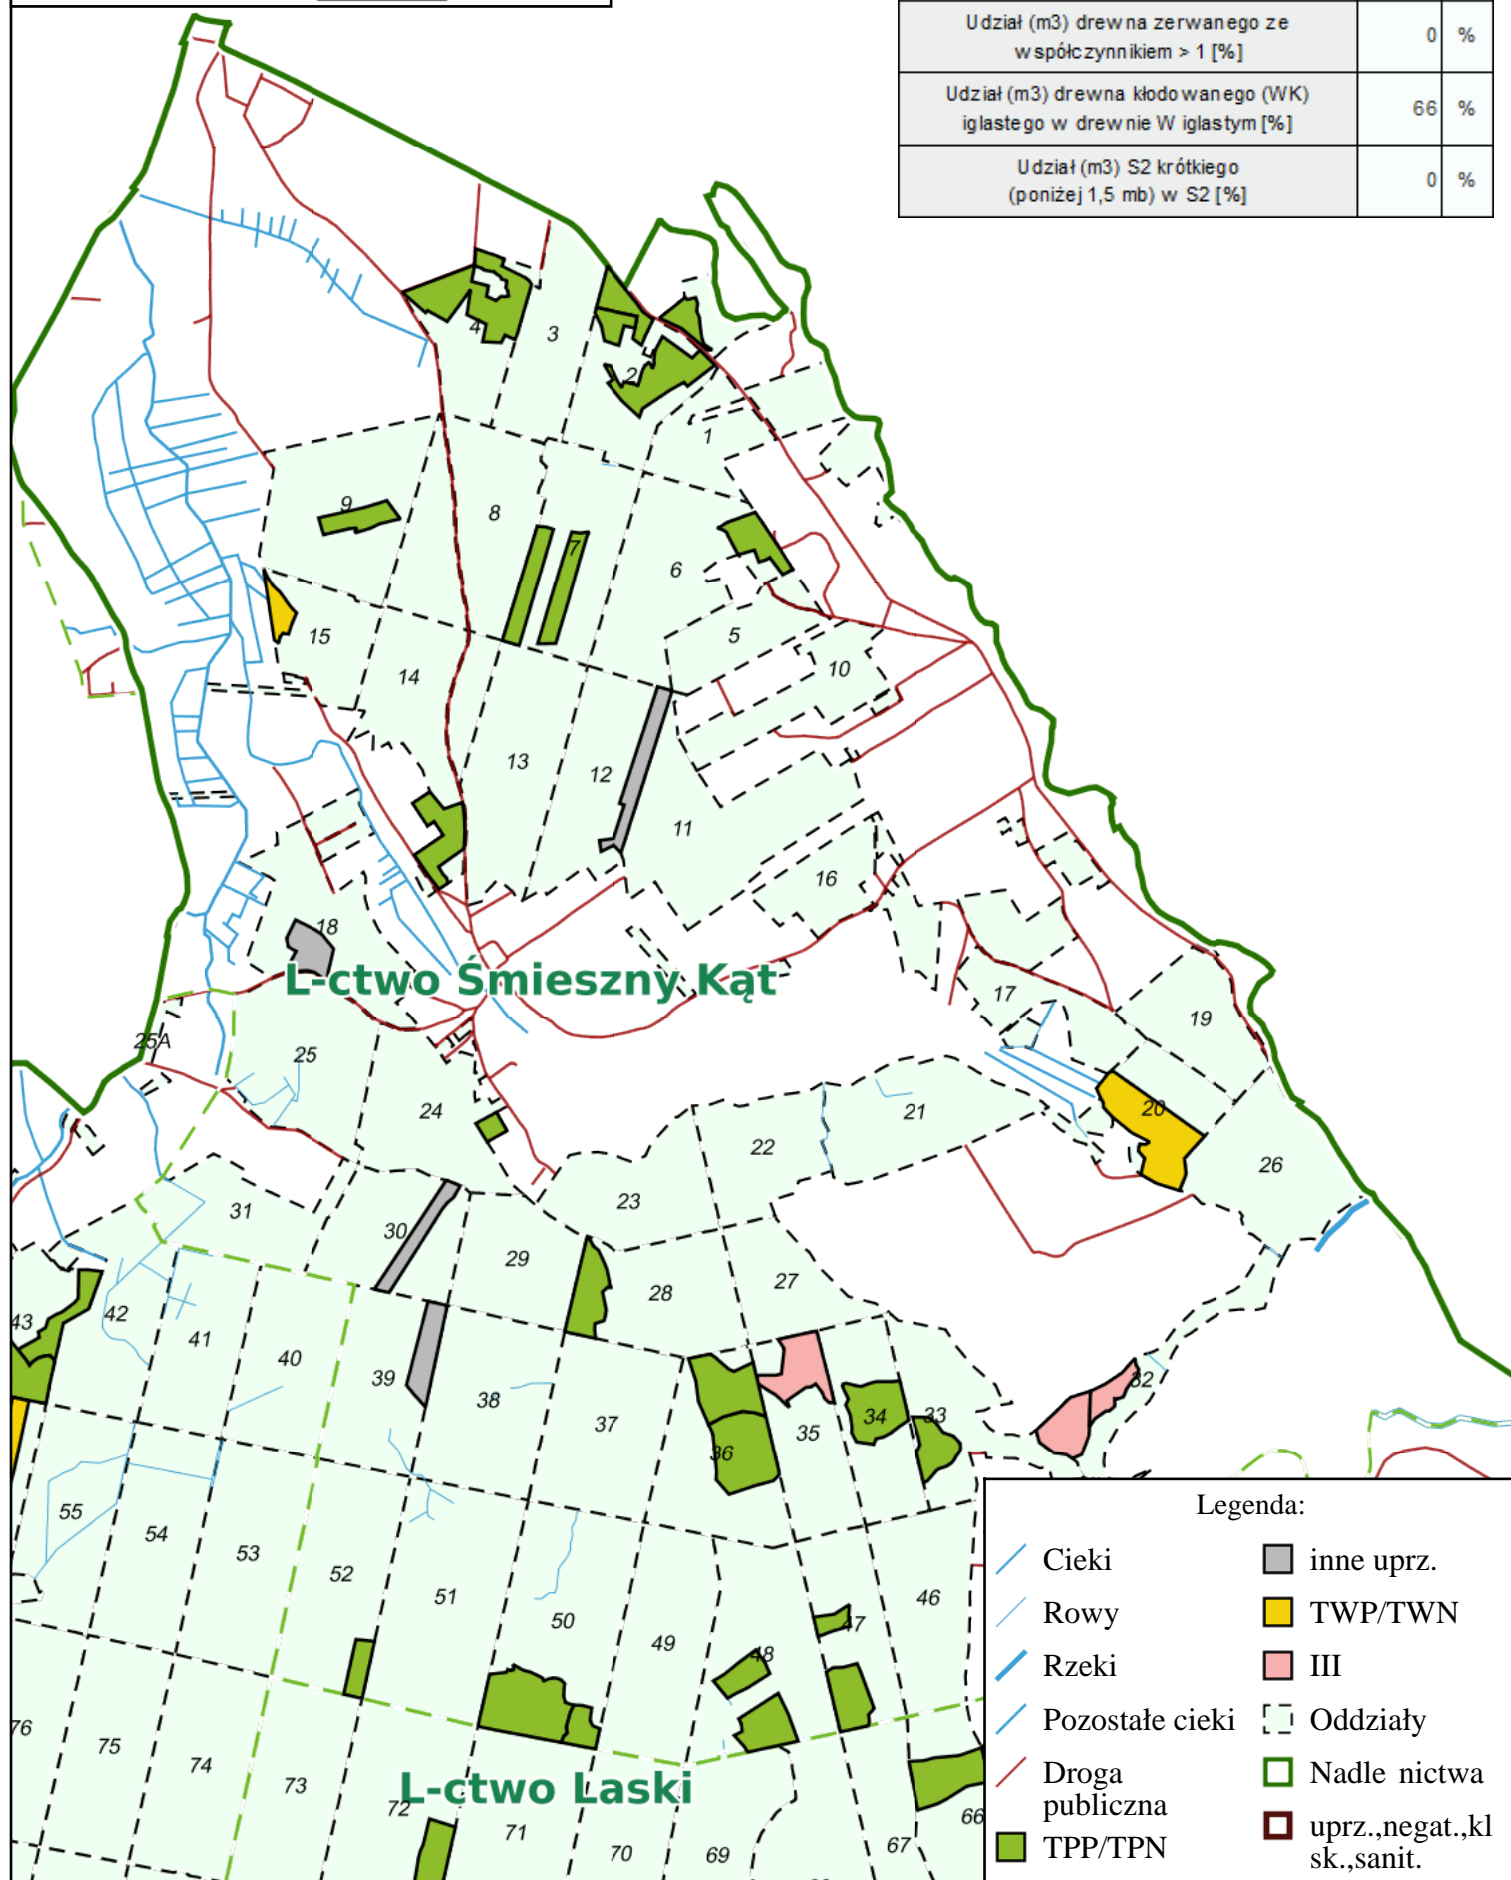 Udział (m3) drewna zerwanego ze
współczynnikiem > 1 [%]
0 %
Udział (m3) drewna kłodowanego (WK)
iglastego w drewnie W iglastym [%]
66 %
Udział (m3) S2 krótkiego
(poniżej 1,5 mb) w S2 [%]
0 %
4
3
2
1
9
8
7
6
5
15
14
10
13
12
11
16
18
L-ctwo Śmieszny Kąt
17
19
25A
25
24
20
21
22
26
23
31
30
29
28
27
43
42
41
40
39
38
37
36
35
34
33
32
55
54
53
52
51
50
49
48
47
46
76
75
74
73
72
L-ctwo Laski
71
70
69
67
66
Legenda:
Cieki
inne uprz.
Rowy
TWP/TWN
Rzeki
III
Pozostałe cieki
Oddziały
Droga
publiczna
Nadle nictwa
TPP/TPN
uprz.,negat.,kl
sk.,sanit.